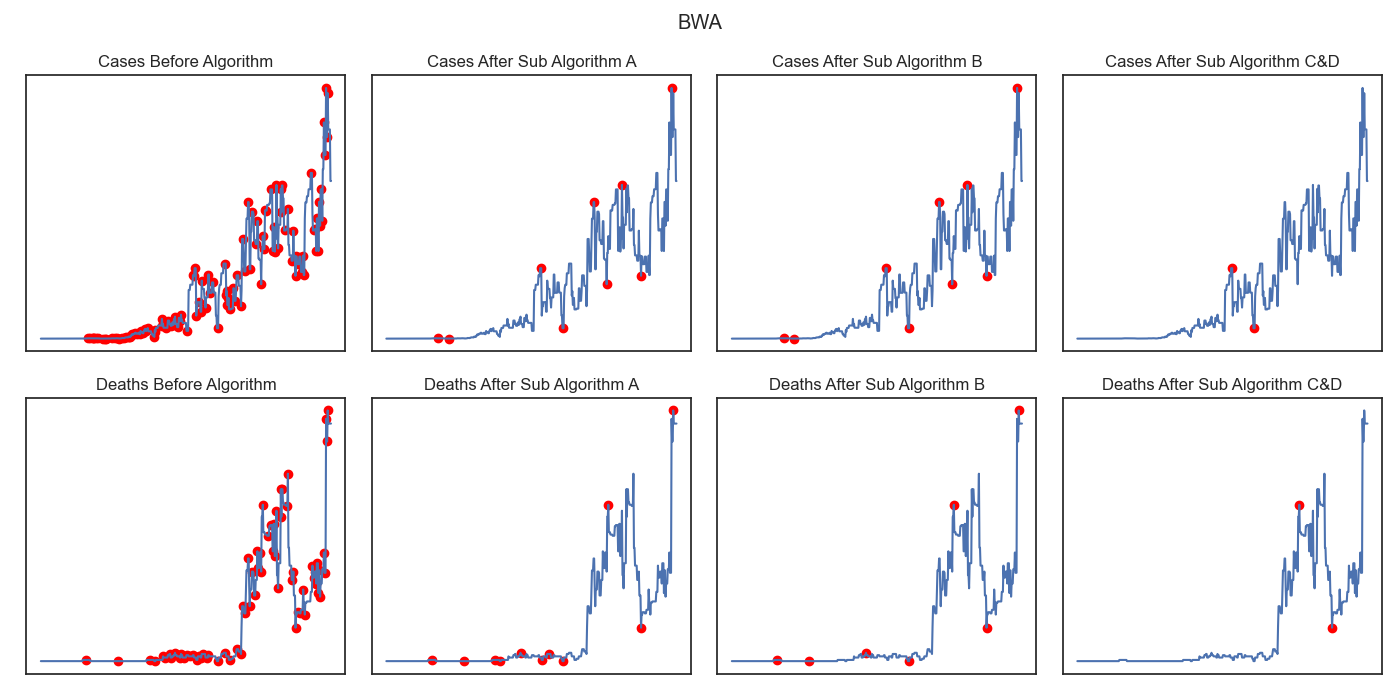 BWA
Cases Before Algorithm
Cases After Sub Algorithm A
Cases After Sub Algorithm B
Cases After Sub Algorithm C&D
Deaths Before Algorithm
Deaths After Sub Algorithm A
Deaths After Sub Algorithm B
Deaths After Sub Algorithm C&D